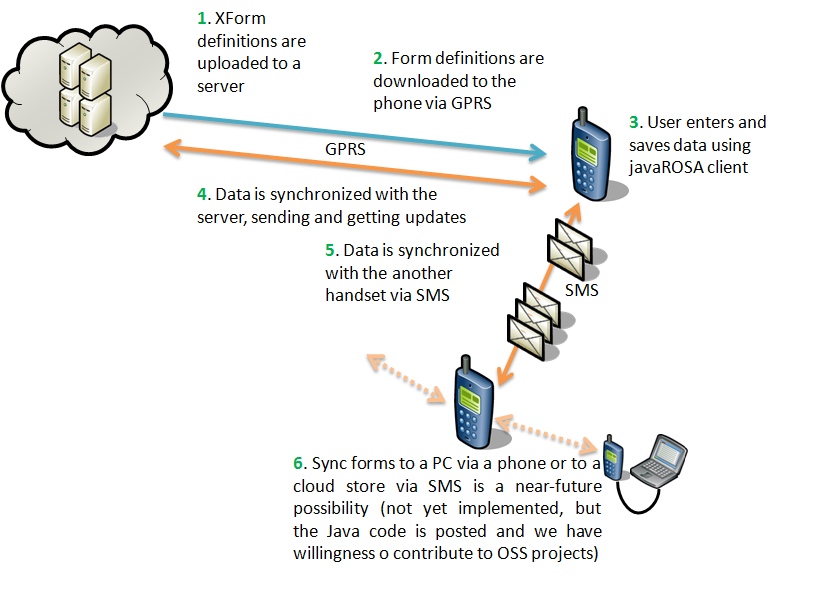 1. XForm
definitions are
uploaded to a
server
2. Form definitions are
downloaded to the
phone via GPRS
3. User enters and
saves data using
javaROSA client
GPRS
4. Data is synchronized with the
server, sending and getting updates
5. Data is synchronized
with the another
handset via SMS
SMS
6. Sync forms to a PC via a phone or to a
cloud store via SMS is a near-future
possibility (not yet implemented, but
the Java code is posted and we have
willingness o contribute to OSS projects)